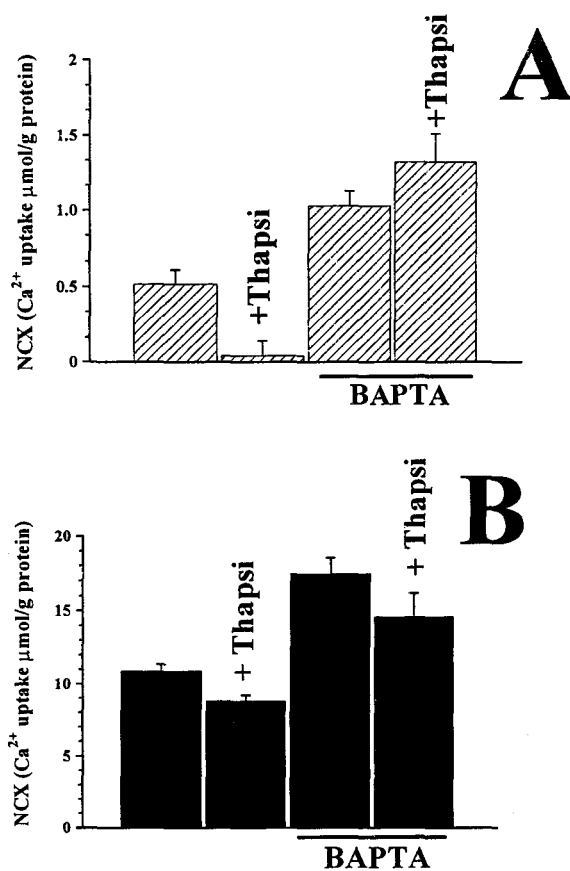 A
NCX (Ca²⁺ uptake μmol/g protein)
2
1.5
1.0
0.5
0
+Thapsi
+Thapsi
BAPTA
B
NCX (Ca²⁺ uptake μmol/g protein)
20
15
10
5
0
+ Thapsi
+ Thapsi
BAPTA